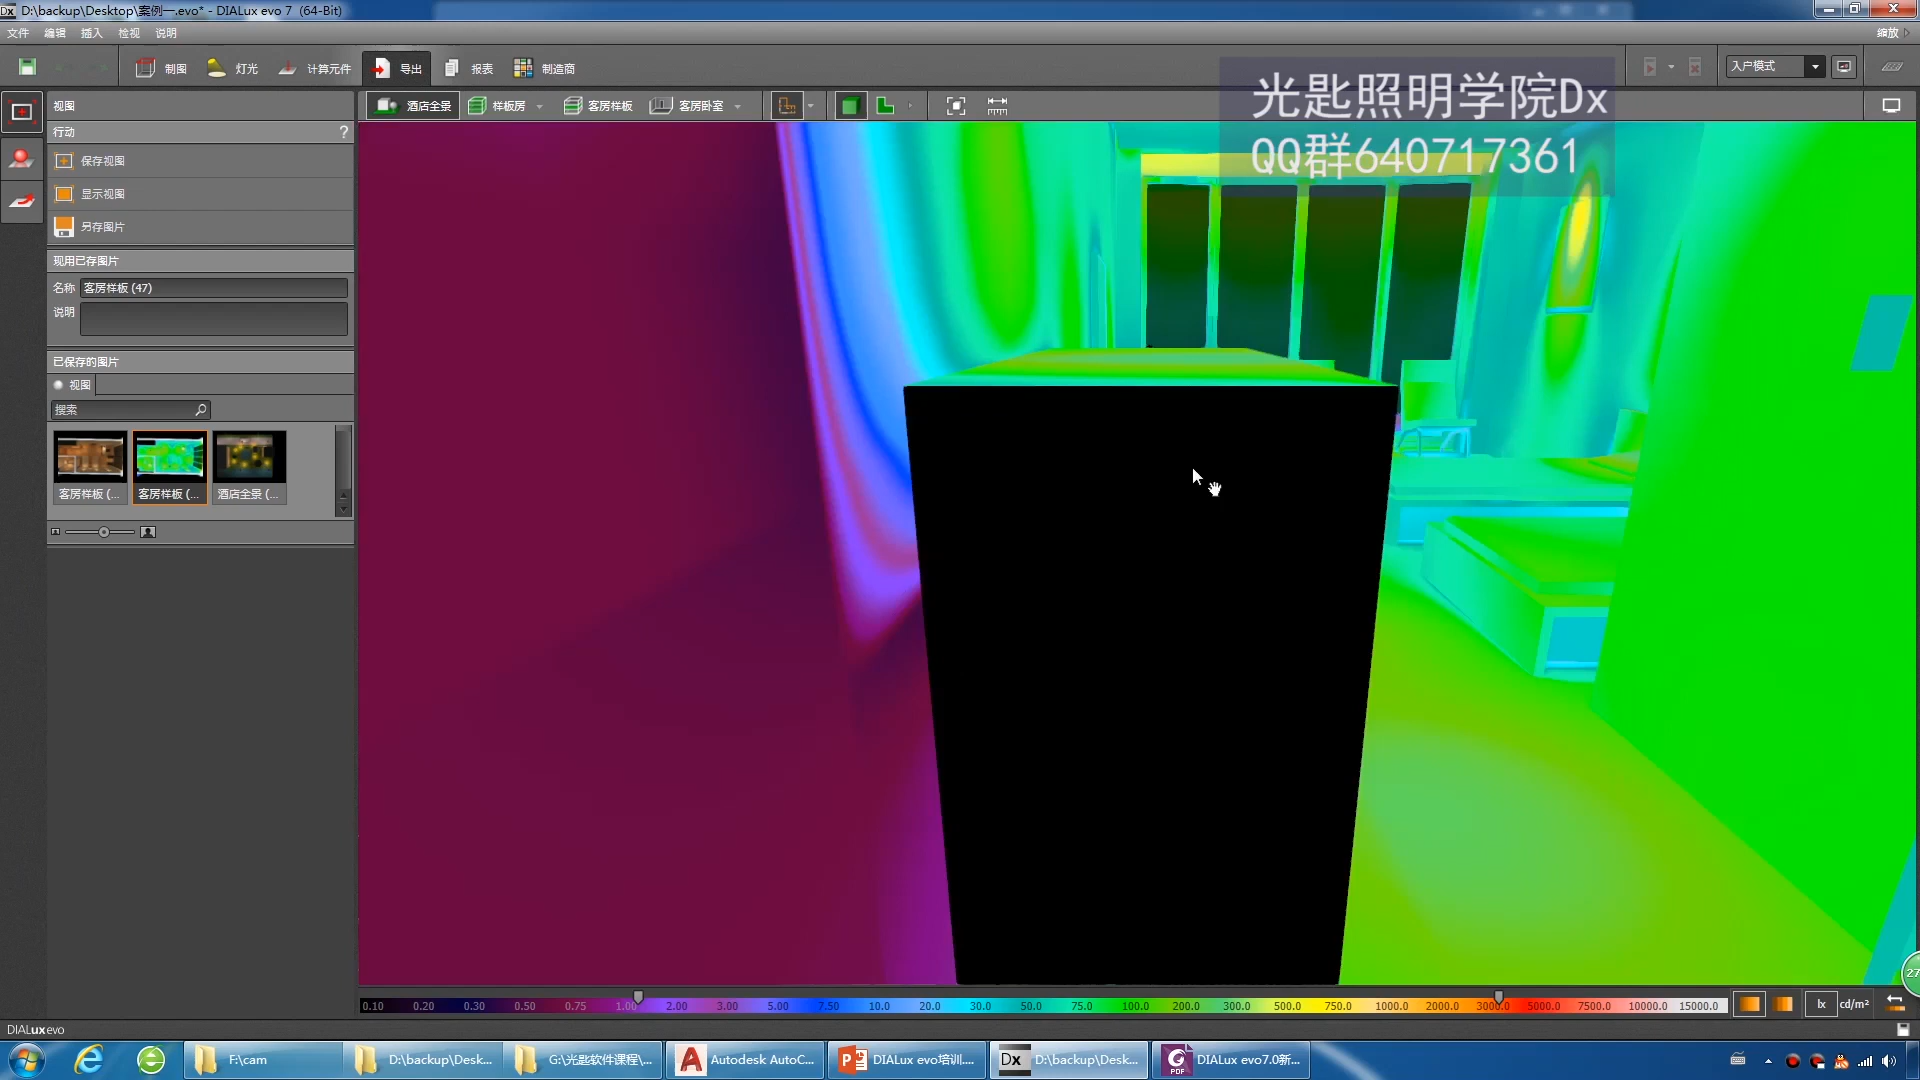 D:\backup\Desktop\案例一.evo* - DIALux evo 7  (64-Bit)
文件 编辑 插入 检视 说明
缩放
制图 灯光 计算元件 导出 报表 制造商
入户模式
光匙照明学院Dx
QQ群640717361
视图
酒店全景 样板房 客房样板 客房卧室
行动 ?
保存视图
显示视图
另存图片
现用已存图片
名称 客房样板 (47)
说明
已保存的图片
视图
搜索
客房样板 (... 客房样板 (... 酒店全景 (...
0.10 0.20 0.30 0.50 0.75 1.00 2.00 3.00 5.00 7.50 10.0 20.0 30.0 50.0 75.0 100.0 200.0 300.0 500.0 750.0 1000.0 2000.0 3000.0 5000.0 7500.0 10000.0 15000.0 lx cd/m²
27
DIALux evo
F:\cam D:\backup\Desk... G:\光匙软件课程\... Autodesk AutoC... DIALux evo培训.... D:\backup\Desk... DIALux evo7.0新...